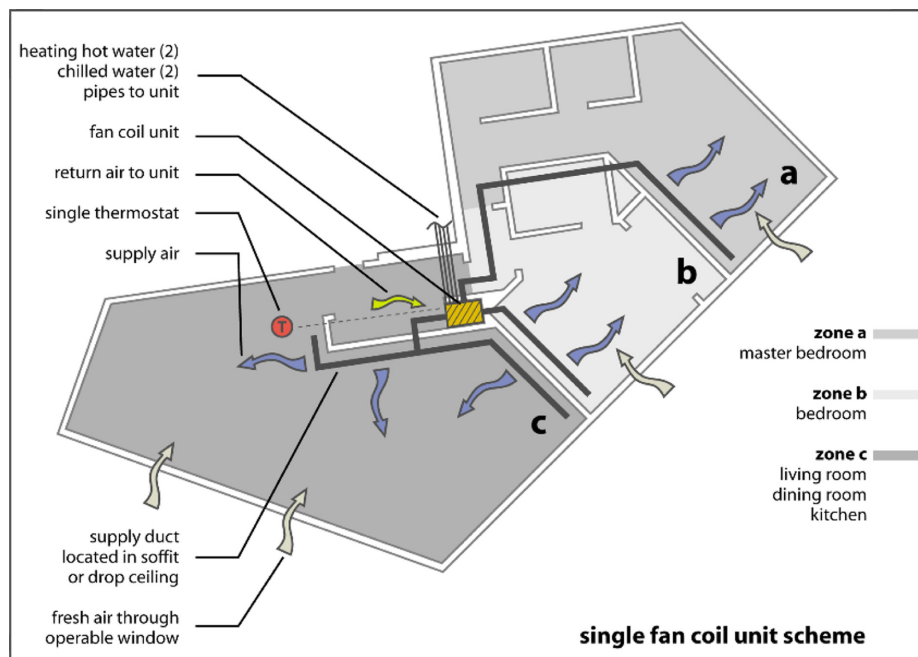 heating hot water (2)
chilled water (2)
pipes to unit
fan coil unit
return air to unit
single thermostat
supply air
T
a
b
c
zone a
master bedroom
zone b
bedroom
zone c
living room
dining room
kitchen
supply duct
located in soffit
or drop ceiling
fresh air through
operable window
single fan coil unit scheme